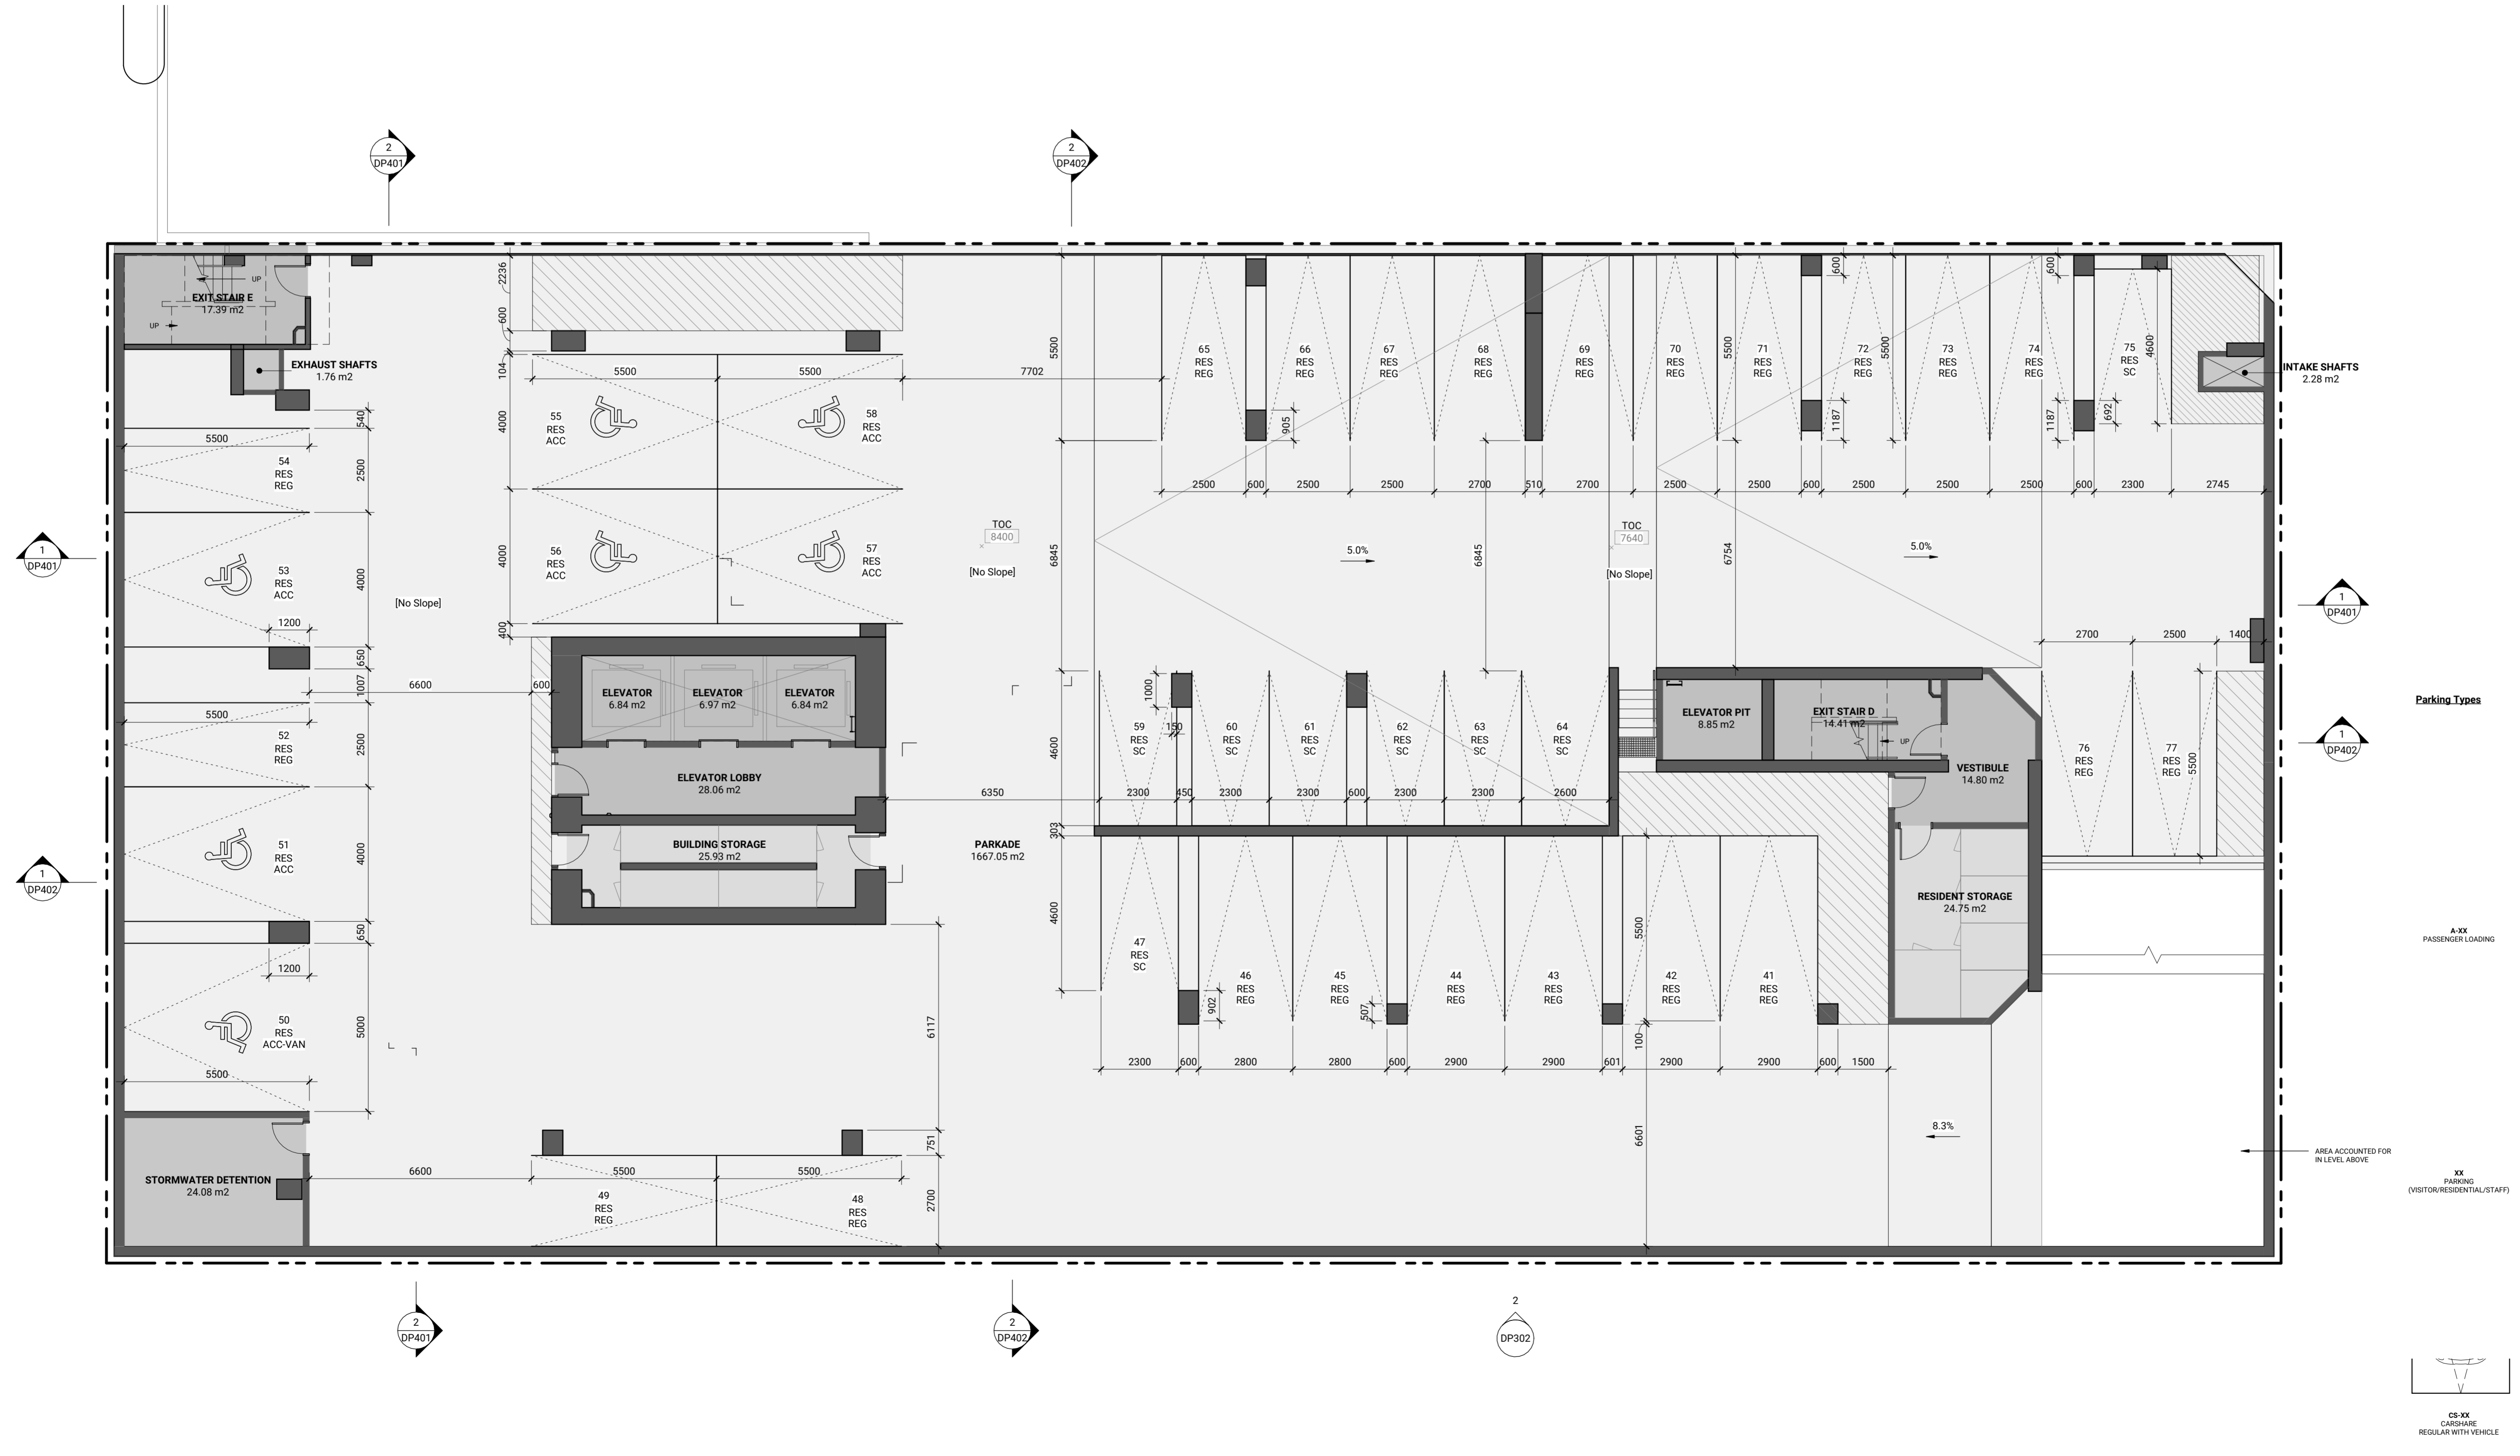 2
DP401
2
DP402
EXIT STAIR E
17.39 m2
UP
UP
EXHAUST SHAFTS
1.76 m2
2236
600
104
4000
4000
400
5500
5500
7702
55
RES
ACC
58
RES
ACC
56
RES
ACC
57
RES
ACC
540
5500
54
RES
REG
2500
53
RES
ACC
4000
1200
650
1007
[No Slope]
6600
600
5500
52
RES
REG
2500
51
RES
ACC
4000
650
1200
50
RES
ACC-VAN
5000
5500
1
DP401
1
DP402
STORMWATER DETENTION
24.08 m2
ELEVATOR
6.84 m2
ELEVATOR
6.97 m2
ELEVATOR
6.84 m2
ELEVATOR LOBBY
28.06 m2
BUILDING STORAGE
25.93 m2
6350
PARKADE
1667.05 m2
6117
751
2700
6600
5500
5500
49
RES
REG
48
RES
REG
TOC
8400
[No Slope]
5500
6845
4600
303
4600
65
RES
REG
66
RES
REG
67
RES
REG
68
RES
REG
69
RES
REG
70
RES
REG
71
RES
REG
72
RES
REG
73
RES
REG
74
RES
REG
75
RES
SC
905
5500
600
1187
5500
600
1187
692
4600
2500
600
2500
2500
2700
510
2700
2500
2500
600
2500
2500
2500
600
2300
2745
INTAKE SHAFTS
2.28 m2
5.0%
6845
TOC
7640
[No Slope]
6754
5.0%
1
DP401
1
DP402
2700
2500
1400
1000
150
59
RES
SC
60
RES
SC
61
RES
SC
62
RES
SC
63
RES
SC
64
RES
SC
2300
450
2300
2300
600
2300
2300
2600
ELEVATOR PIT
8.85 m2
EXIT STAIR D
14.41 m2
UP
VESTIBULE
14.80 m2
76
RES
REG
77
RES
REG
5500
RESIDENT STORAGE
24.75 m2
47
RES
SC
46
RES
REG
45
RES
REG
44
RES
REG
43
RES
REG
42
RES
REG
41
RES
REG
902
507
5500
100
2300
600
2800
2800
600
2900
2900
601
2900
2900
600
1500
6601
8.3%
AREA ACCOUNTED FOR
IN LEVEL ABOVE
2
DP401
2
DP402
2
DP302
Parking Types
A-XX
PASSENGER LOADING
XX
PARKING
(VISITOR/RESIDENTIAL/STAFF)
CS-XX
CARSHARE
REGULAR WITH VEHICLE